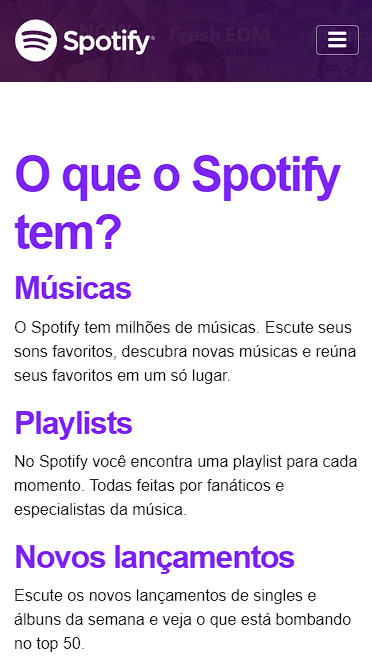 Spotify
Fresh EDM
Early Bets
O que o Spotify
tem?
Músicas
O Spotify tem milhões de músicas. Escute seus
sons favoritos, descubra novas músicas e reúna
seus favoritos em um só lugar.
Playlists
No Spotify você encontra uma playlist para cada
momento. Todas feitas por fanáticos e
especialistas da música.
Novos lançamentos
Escute os novos lançamentos de singles e
álbuns da semana e veja o que está bombando
no top 50.